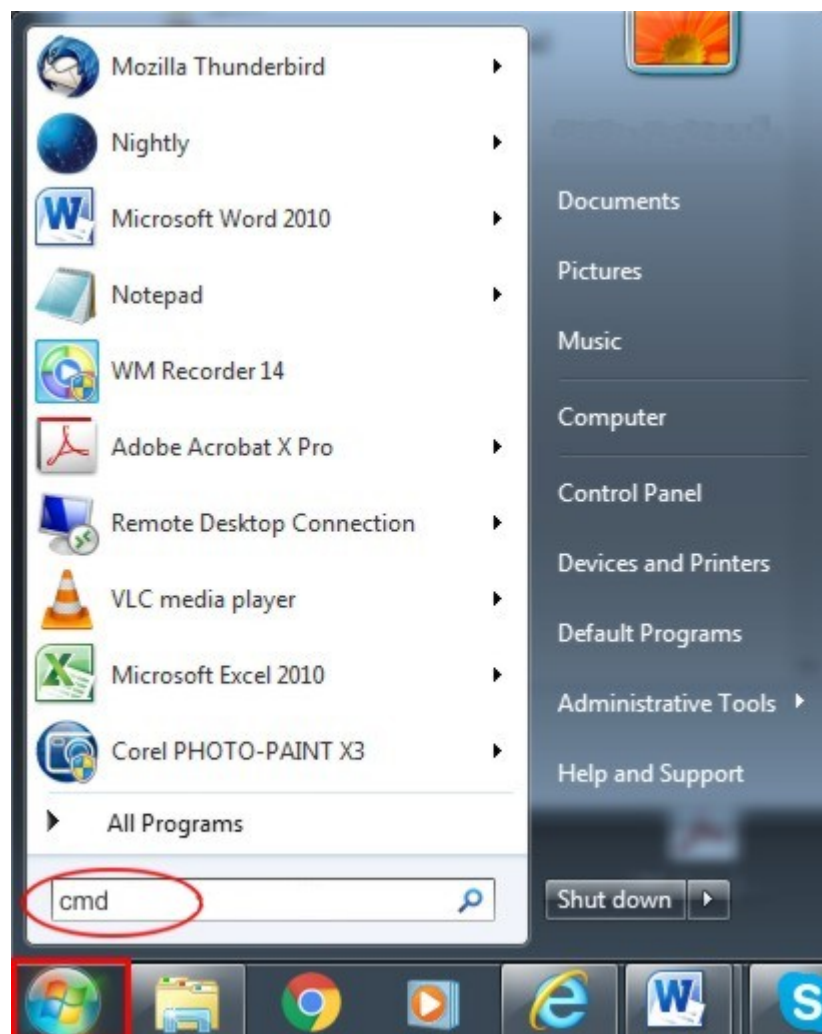 Mozilla Thunderbird
Nightly
Microsoft Word 2010
Notepad
WM Recorder 14
Adobe Acrobat X Pro
Remote Desktop Connection
VLC media player
Microsoft Excel 2010
Corel PHOTO-PAINT X3
All Programs
cmd
Documents
Pictures
Music
Computer
Control Panel
Devices and Printers
Default Programs
Administrative Tools
Help and Support
Shut down